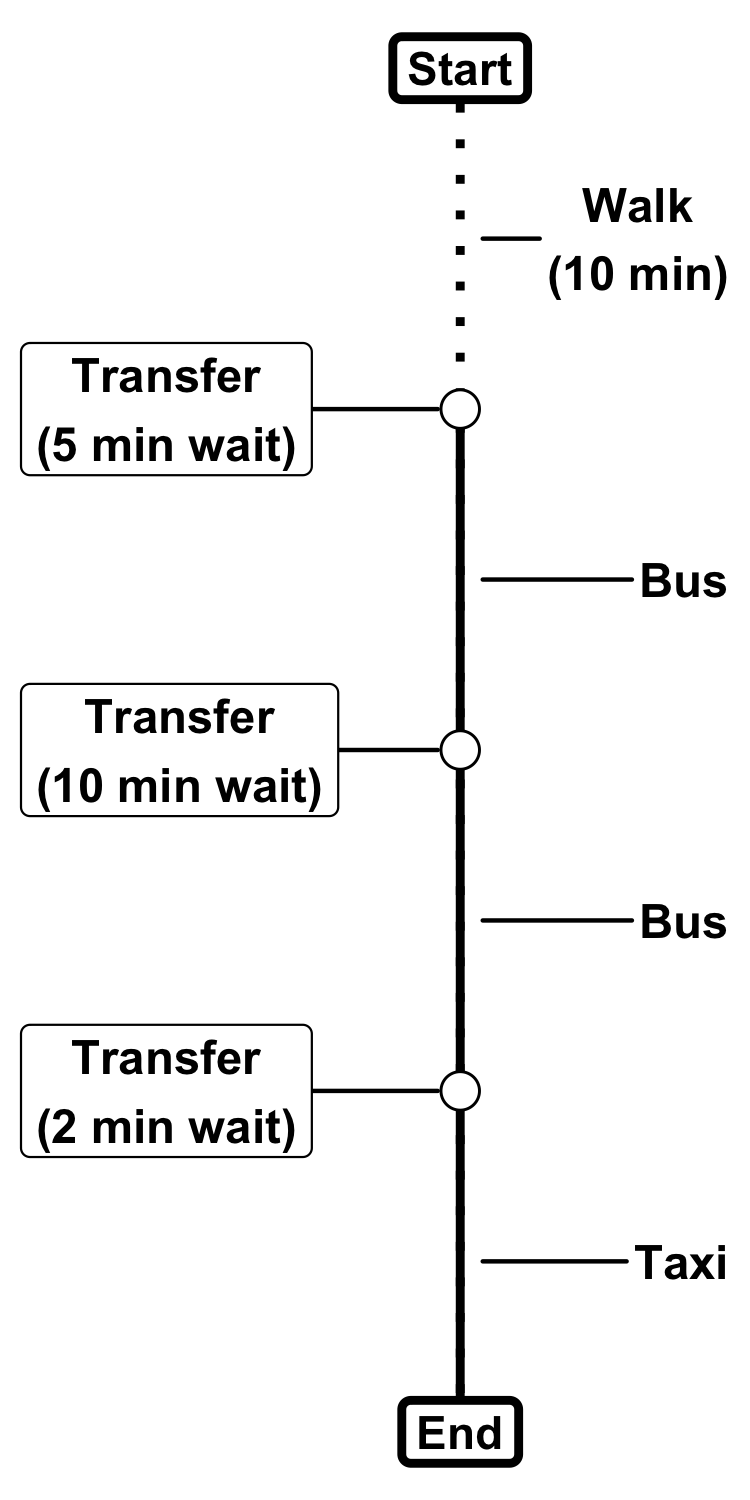 Start
Walk
(10 min)
Transfer
(5 min wait)
Bus
Transfer
(10 min wait)
Bus
Transfer
(2 min wait)
Taxi
End